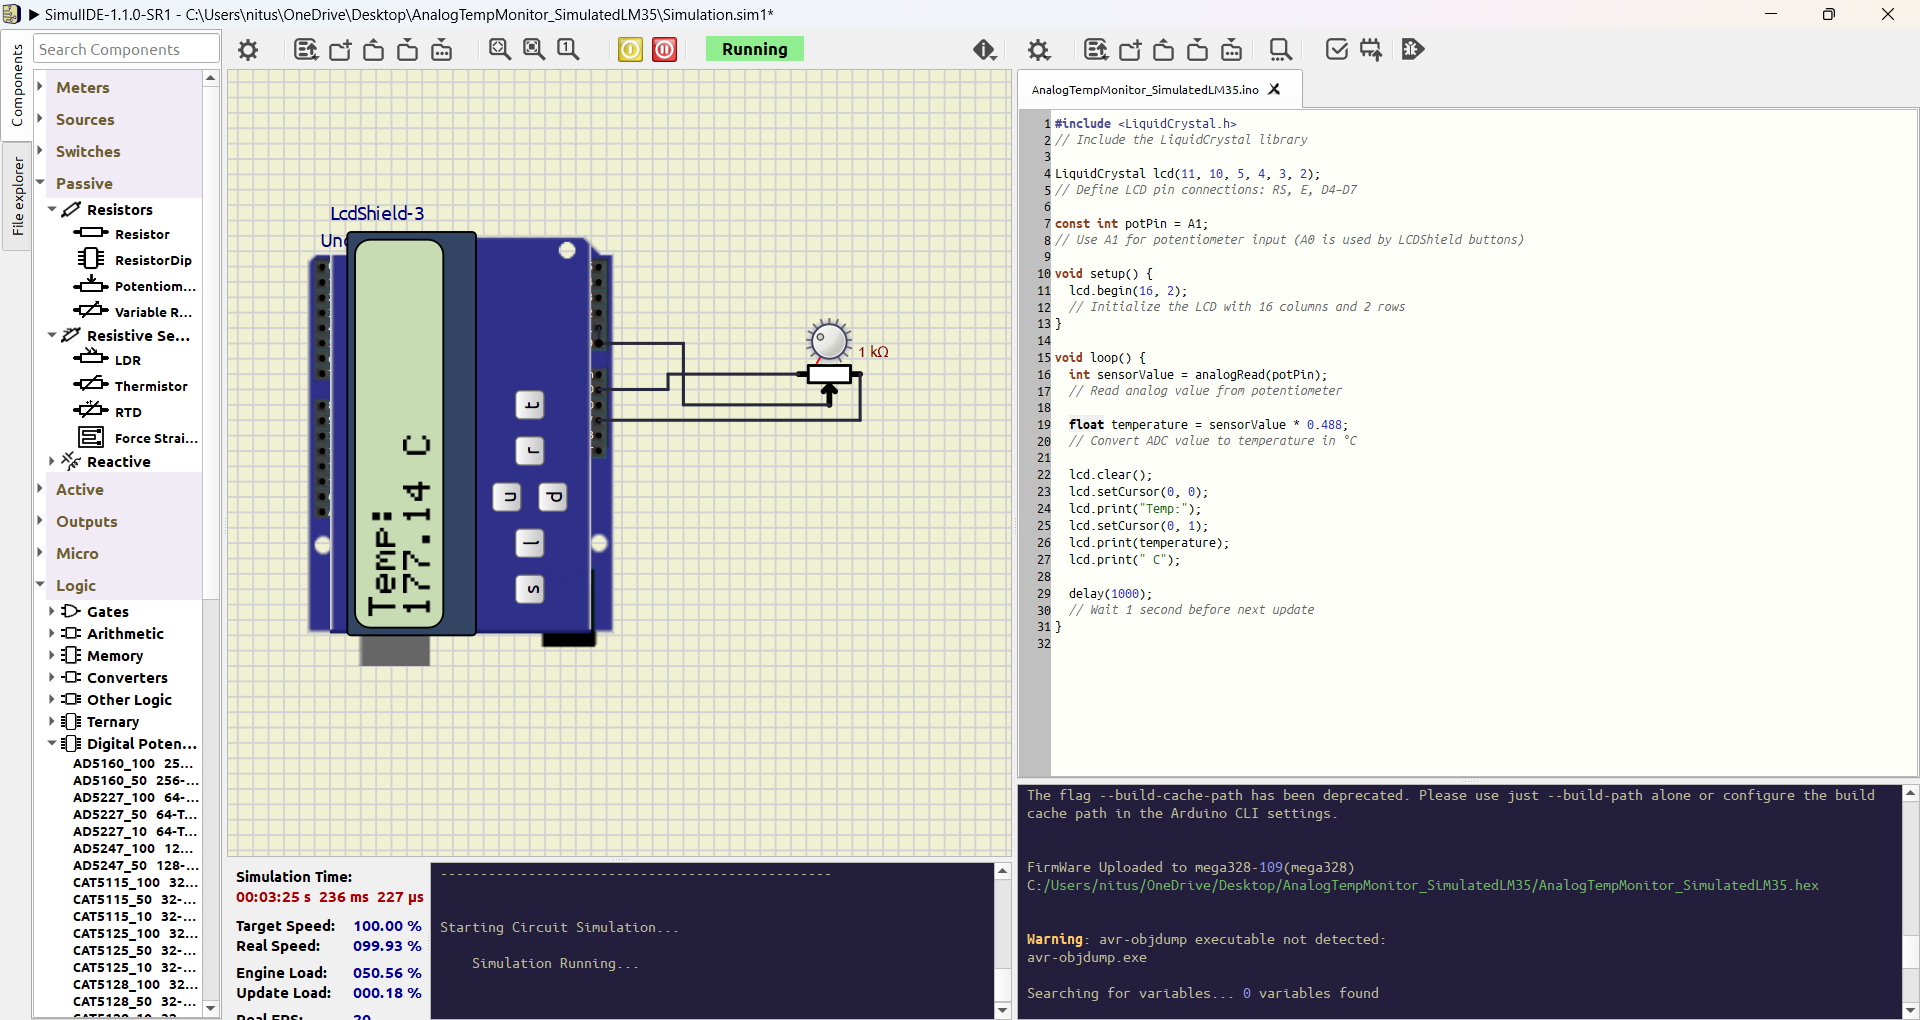 SimulIDE-1.1.0-SR1 - C:\Users\nitus\OneDrive\Desktop\AnalogTempMonitor_SimulatedLM35\Simulation.sim1*
Components
File explorer
Search Components
Meters
Sources
Switches
Passive
Resistors
Resistor
ResistorDip
Potentiom...
Variable R...
Resistive Se...
LDR
Thermistor
RTD
Force Strai...
Reactive
Active
Outputs
Micro
Logic
Gates
Arithmetic
Memory
Converters
Other Logic
Ternary
Digital Poten...
AD5160_100 25...
AD5160_50 256-...
AD5227_100 64-...
AD5227_50 64-T...
AD5227_10 64-T...
AD5247_100 12...
AD5247_50 128-...
CAT5115_100 32...
CAT5115_50 32-...
CAT5115_10 32-...
CAT5125_100 32...
CAT5125_50 32-...
CAT5125_10 32-...
CAT5128_100 32...
CAT5128_50 32-...
1
Running
LcdShield-3
Temp:
177.14 C
t
r
u d
l
s
1 kΩ
Simulation Time:
00:03:25 s 236 ms 227 µs
Target Speed: 100.00 %
Real Speed: 099.93 %
Engine Load: 050.56 %
Update Load: 000.18 %
Real FPS: 20
-------------------------------------------------
Starting Circuit Simulation...
Simulation Running...
AnalogTempMonitor_SimulatedLM35.ino
1 #include <LiquidCrystal.h>
2 // Include the LiquidCrystal library
3
4 LiquidCrystal lcd(11, 10, 5, 4, 3, 2);
5 // Define LCD pin connections: RS, E, D4–D7
6
7 const int potPin = A1;
8 // Use A1 for potentiometer input (A0 is used by LCDShield buttons)
9
10 void setup() {
11 lcd.begin(16, 2);
12 // Initialize the LCD with 16 columns and 2 rows
13 }
14
15 void loop() {
16 int sensorValue = analogRead(potPin);
17 // Read analog value from potentiometer
18
19 float temperature = sensorValue * 0.488;
20 // Convert ADC value to temperature in °C
21
22 lcd.clear();
23 lcd.setCursor(0, 0);
24 lcd.print("Temp:");
25 lcd.setCursor(0, 1);
26 lcd.print(temperature);
27 lcd.print(" C");
28
29 delay(1000);
30 // Wait 1 second before next update
31 }
32
The flag --build-cache-path has been deprecated. Please use just --build-path alone or configure the build
cache path in the Arduino CLI settings.
FirmWare Uploaded to mega328-109(mega328)
C:/Users/nitus/OneDrive/Desktop/AnalogTempMonitor_SimulatedLM35/AnalogTempMonitor_SimulatedLM35.hex
Warning: avr-objdump executable not detected:
avr-objdump.exe
Searching for variables... 0 variables found